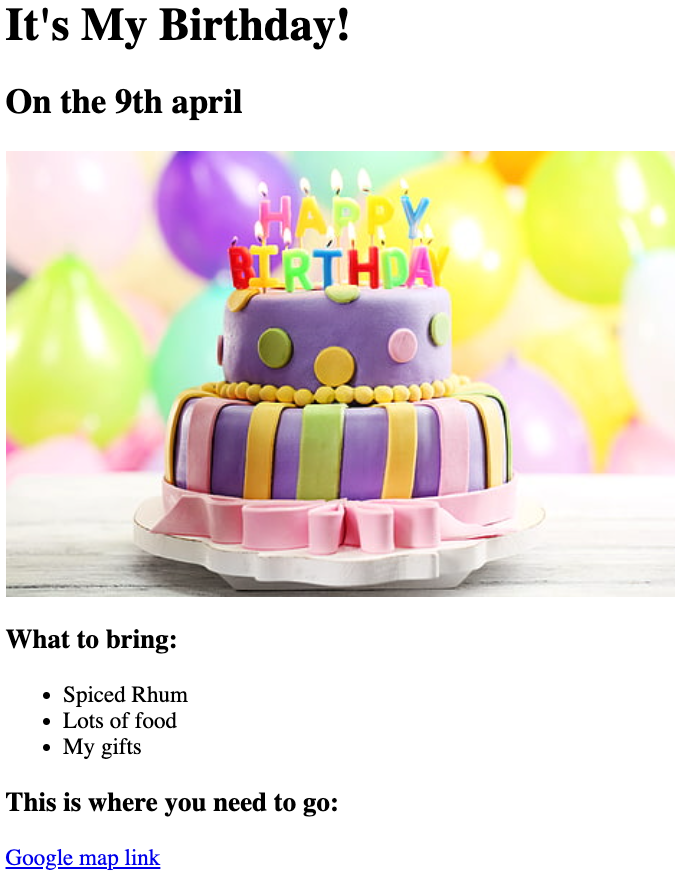 It's My Birthday!
On the 9th april
HAPPY
BIRTHDAY
What to bring:
Spiced Rhum
Lots of food
My gifts
This is where you need to go:
Google map link